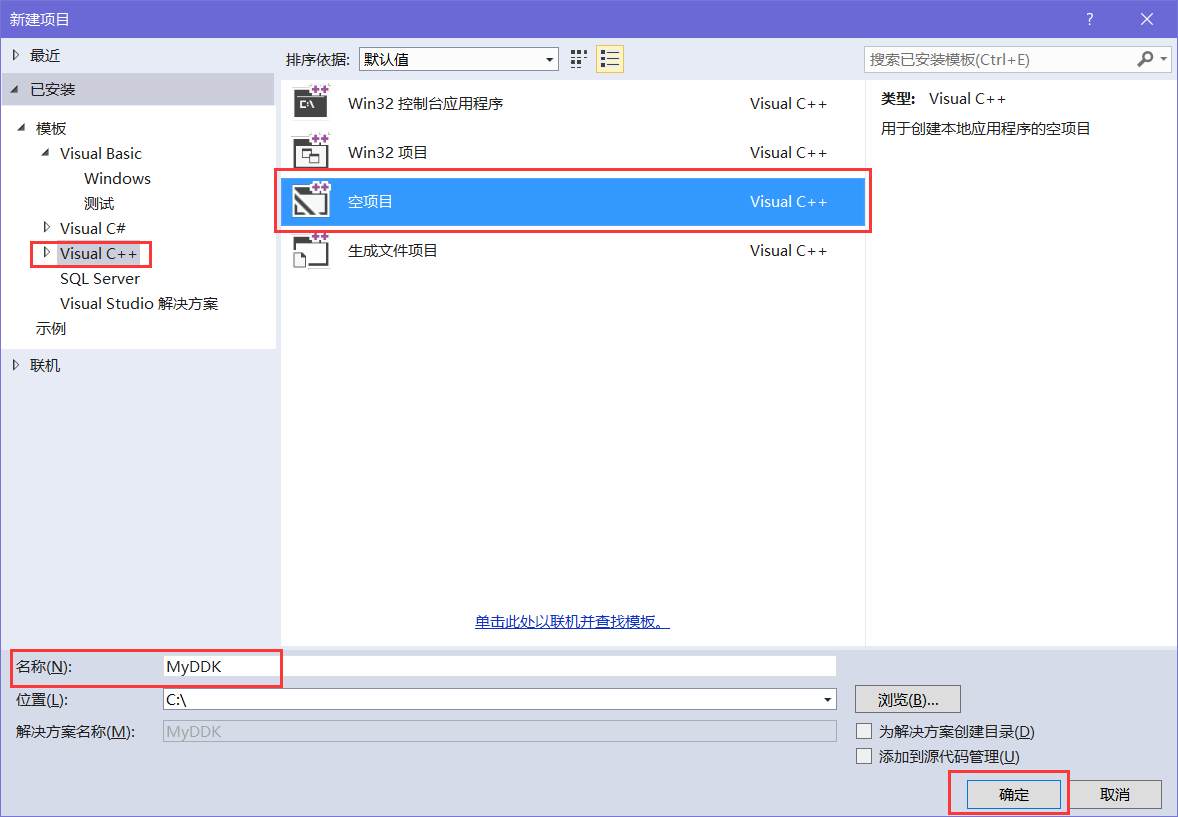 新建项目
?
最近
已安装
模板
Visual Basic
Windows
测试
Visual C#
Visual C++
SQL Server
Visual Studio 解决方案
示例
联机
排序依据: 默认值
搜索已安装模板(Ctrl+E)
Win32 控制台应用程序 Visual C++
Win32 项目 Visual C++
空项目 Visual C++
生成文件项目 Visual C++
单击此处以联机并查找模板。
类型: Visual C++
用于创建本地应用程序的空项目
名称(N): MyDDK
位置(L): C:\
浏览(B)...
解决方案名称(M): MyDDK
为解决方案创建目录(D)
添加到源代码管理(U)
确定
取消